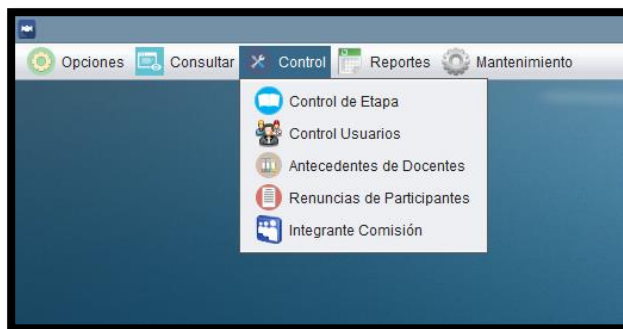 Opciones Consultar Control Reportes Mantenimiento
Control de Etapa
Control Usuarios
Antecedentes de Docentes
Renuncias de Participantes
Integrante Comisión